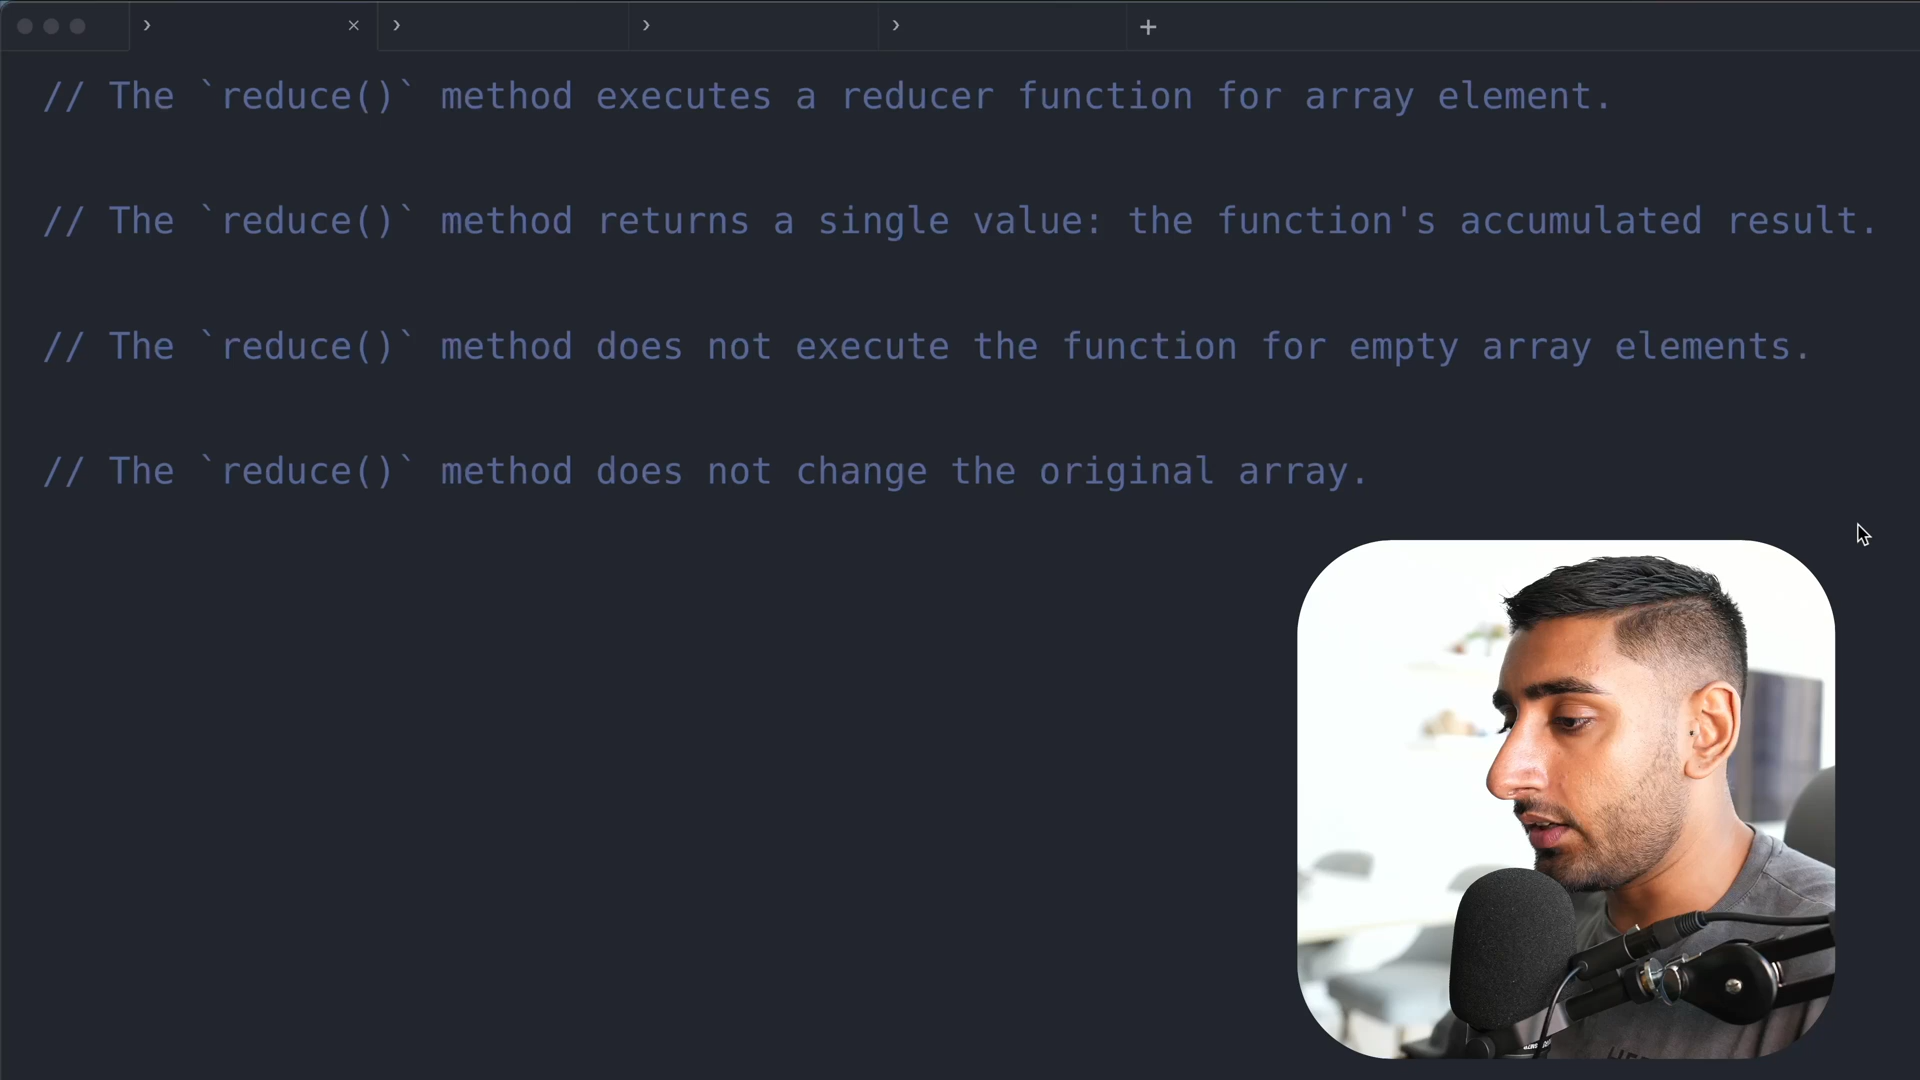 // The `reduce()` method executes a reducer function for array element.
// The `reduce()` method returns a single value: the function's accumulated result.
// The `reduce()` method does not execute the function for empty array elements.
// The `reduce()` method does not change the original array.